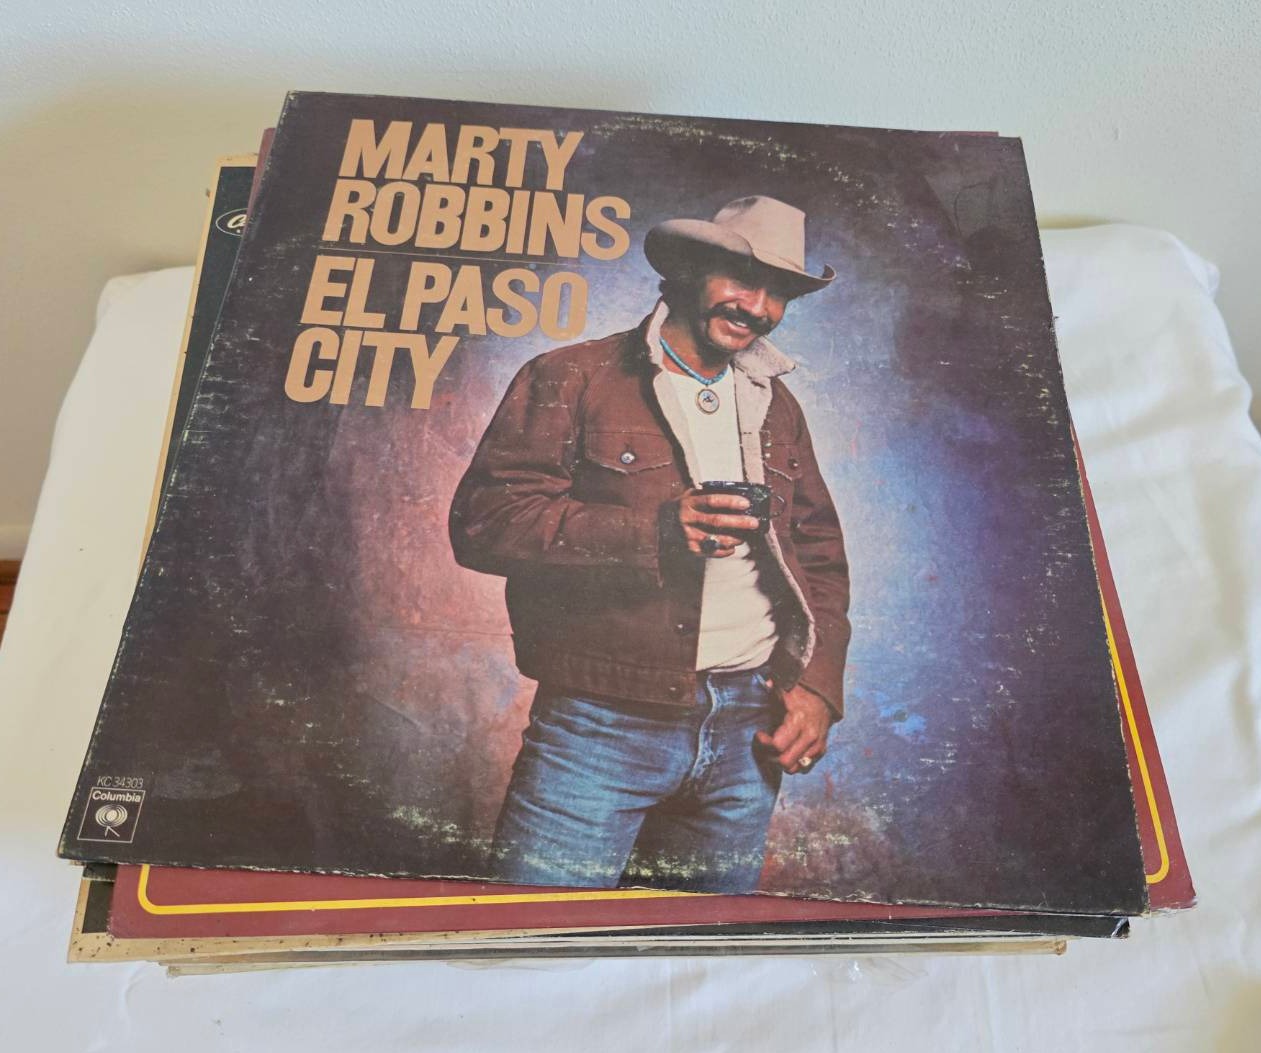 MARTY
ROBBINS
EL PASO
CITY
KC 34303
Columbia